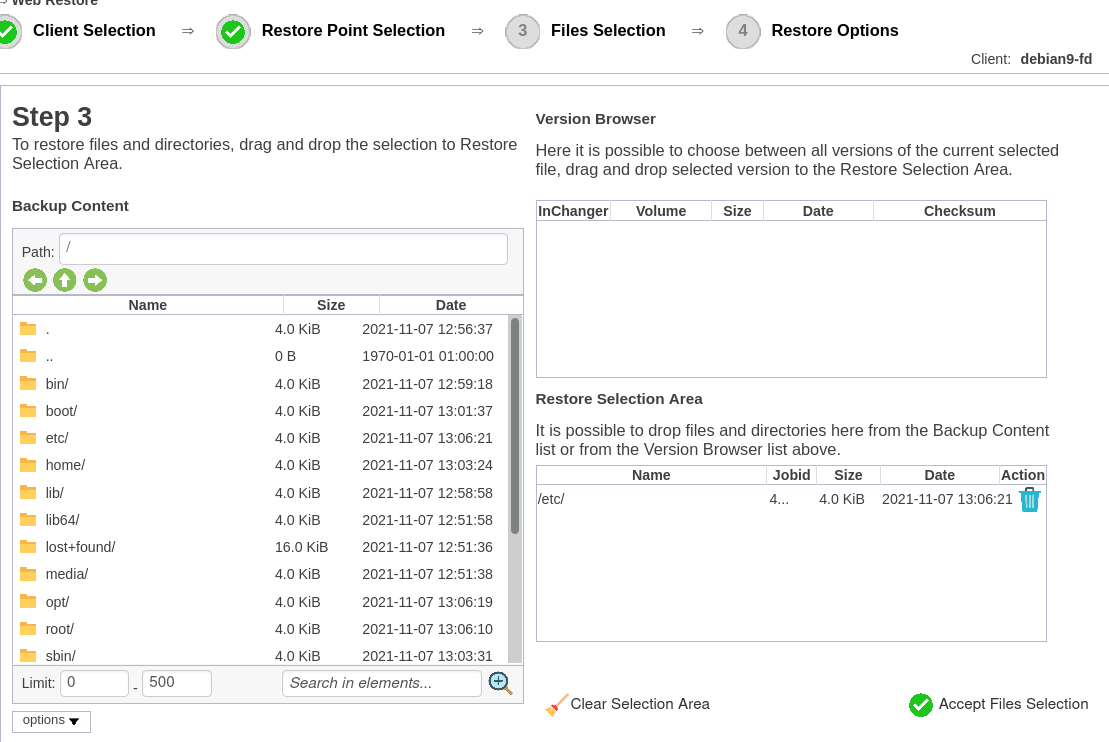 ⇒ Web Restore
Client Selection ⇒ Restore Point Selection ⇒ 3 Files Selection ⇒ 4 Restore Options
Client: debian9-fd
Step 3
To restore files and directories, drag and drop the selection to Restore
Selection Area.
Backup Content
Path: /
Name Size Date
. 4.0 KiB 2021-11-07 12:56:37
.. 0 B 1970-01-01 01:00:00
bin/ 4.0 KiB 2021-11-07 12:59:18
boot/ 4.0 KiB 2021-11-07 13:01:37
etc/ 4.0 KiB 2021-11-07 13:06:21
home/ 4.0 KiB 2021-11-07 13:03:24
lib/ 4.0 KiB 2021-11-07 12:58:58
lib64/ 4.0 KiB 2021-11-07 12:51:58
lost+found/ 16.0 KiB 2021-11-07 12:51:36
media/ 4.0 KiB 2021-11-07 12:51:38
opt/ 4.0 KiB 2021-11-07 13:06:19
root/ 4.0 KiB 2021-11-07 13:06:10
sbin/ 4.0 KiB 2021-11-07 13:03:31
Limit: 0 - 500 Search in elements...
options
Version Browser
Here it is possible to choose between all versions of the current selected
file, drag and drop selected version to the Restore Selection Area.
InChanger Volume Size Date Checksum
Restore Selection Area
It is possible to drop files and directories here from the Backup Content
list or from the Version Browser list above.
Name Jobid Size Date Action
/etc/ 4... 4.0 KiB 2021-11-07 13:06:21
Clear Selection Area Accept Files Selection